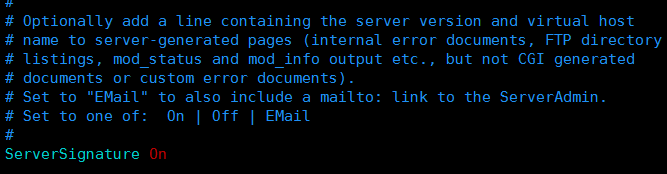 #
# Optionally add a line containing the server version and virtual host
# name to server-generated pages (internal error documents, FTP directory
# listings, mod_status and mod_info output etc., but not CGI generated
# documents or custom error documents).
# Set to "EMail" to also include a mailto: link to the ServerAdmin.
# Set to one of:  On | Off | EMail
#
ServerSignature On